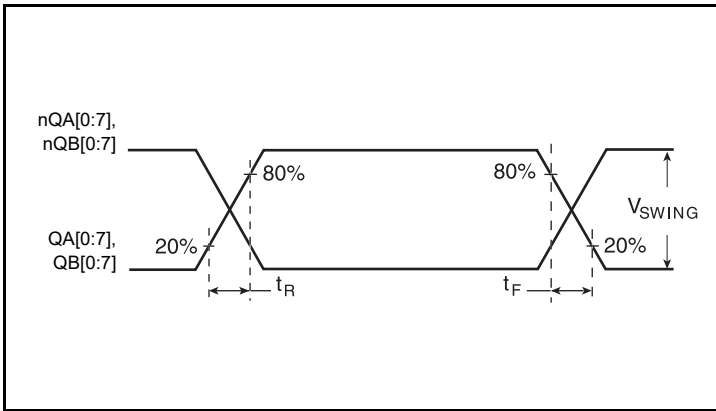 nQA[0:7],
nQB[0:7]
80%
80%
VSWING
QA[0:7],
QB[0:7]
20%
20%
tR
tF